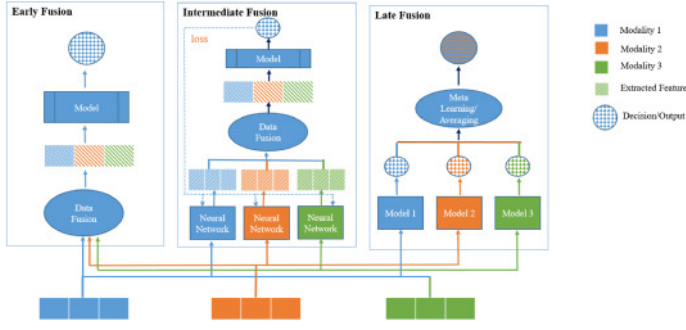 Early Fusion
Intermediate Fusion
Late Fusion
loss
Model
Model
Data
Fusion
Data
Fusion
Neural
Network
Neural
Network
Neural
Network
Meta
Learning/
Averaging
Model 1
Model 2
Model 3
Modality 1
Modality 2
Modality 3
Extracted Feature
Decision/Output